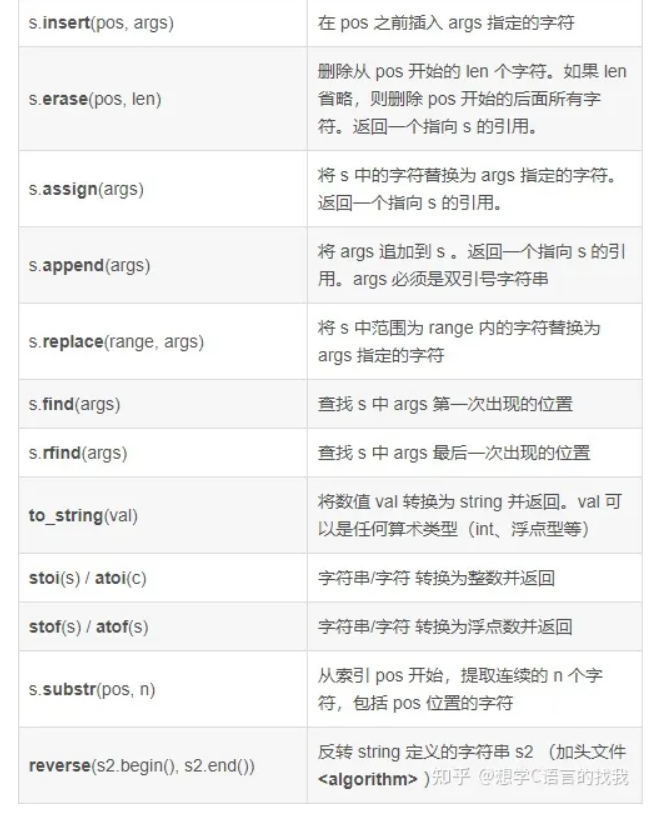 s.insert(pos, args)
在 pos 之前插入 args 指定的字符
s.erase(pos, len)
删除从 pos 开始的 len 个字符。如果 len
省略，则删除 pos 开始的后面所有字
符。返回一个指向 s 的引用。
s.assign(args)
将 s 中的字符替换为 args 指定的字符。
返回一个指向 s 的引用。
s.append(args)
将 args 追加到 s 。返回一个指向 s 的引
用。args 必须是双引号字符串
s.replace(range, args)
将 s 中范围为 range 内的字符替换为
args 指定的字符
s.find(args)
查找 s 中 args 第一次出现的位置
s.rfind(args)
查找 s 中 args 最后一次出现的位置
to_string(val)
将数值 val 转换为 string 并返回。val 可
以是任何算术类型（int、浮点型等）
stoi(s) / atoi(c)
字符串/字符 转换为整数并返回
stof(s) / atof(s)
字符串/字符 转换为浮点数并返回
s.substr(pos, n)
从索引 pos 开始，提取连续的 n 个字
符，包括 pos 位置的字符
reverse(s2.begin(), s2.end())
反转 string 定义的字符串 s2 （加头文件
<algorithm> ）
知乎 @想学C语言的找我